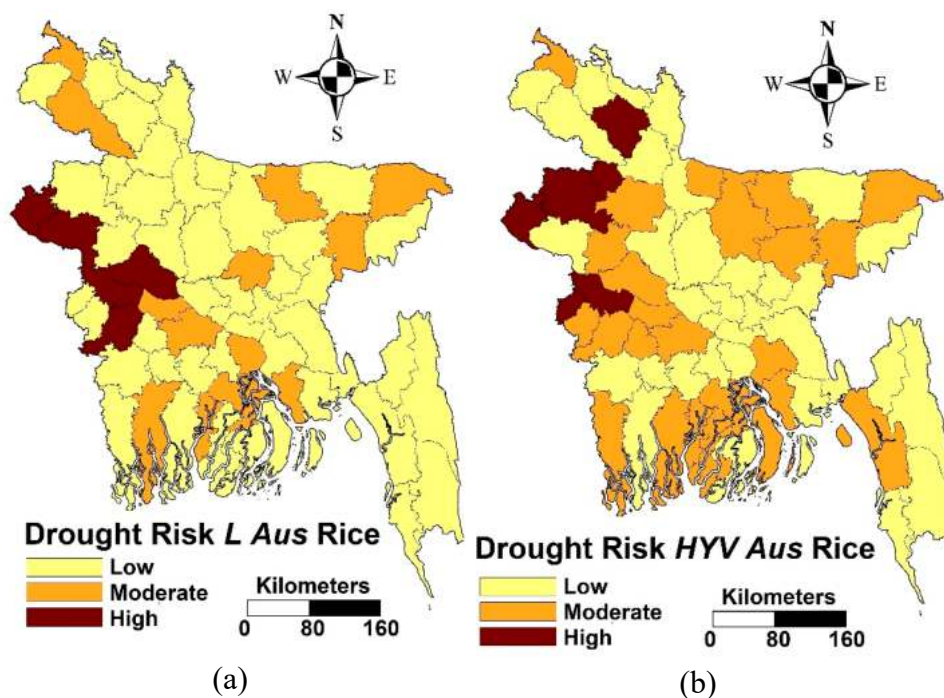 N
W E
S
Drought Risk L Aus Rice
Low
Moderate
High
Kilometers
0 80 160
(a)
N
W E
S
Drought Risk HYV Aus Rice
Low
Moderate
High
Kilometers
0 80 160
(b)